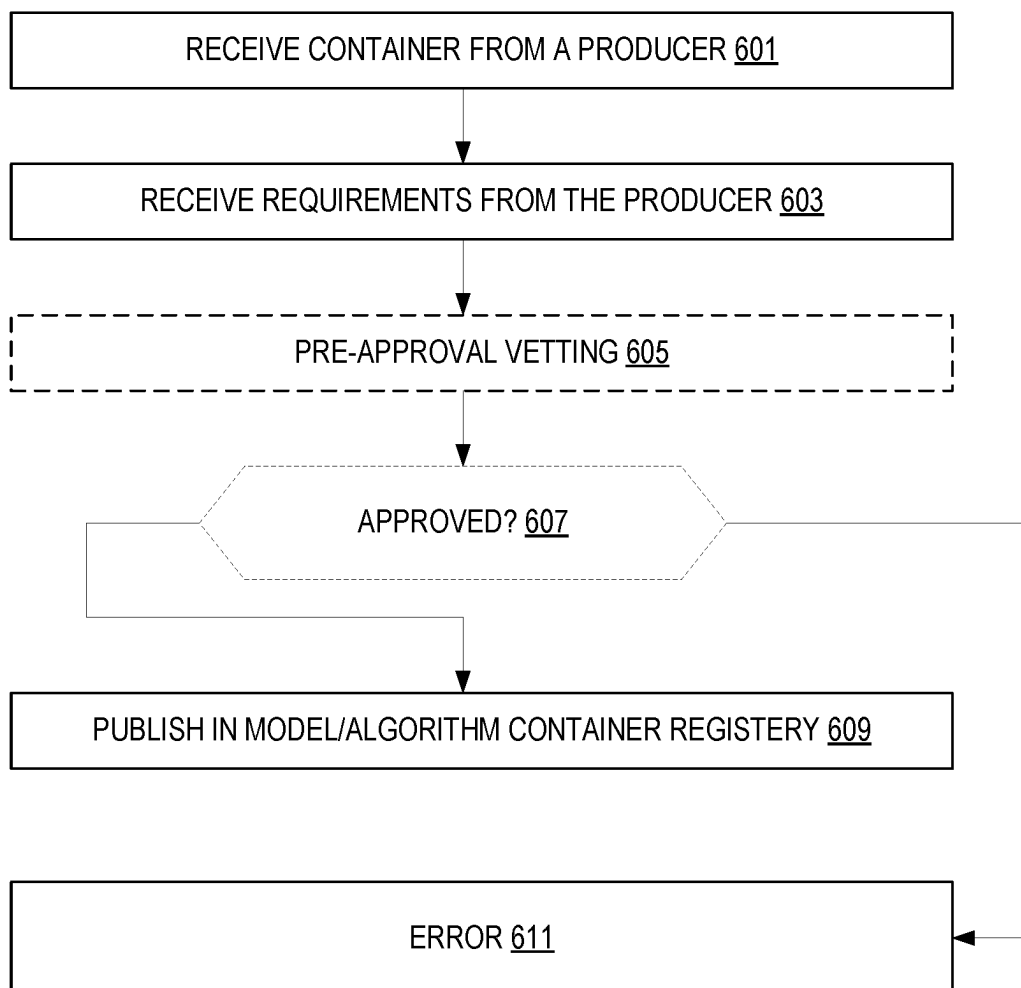 RECEIVE CONTAINER FROM A PRODUCER 601
RECEIVE REQUIREMENTS FROM THE PRODUCER 603
PRE-APPROVAL VETTING 605
APPROVED? 607
PUBLISH IN MODEL/ALGORITHM CONTAINER REGISTERY 609
ERROR 611